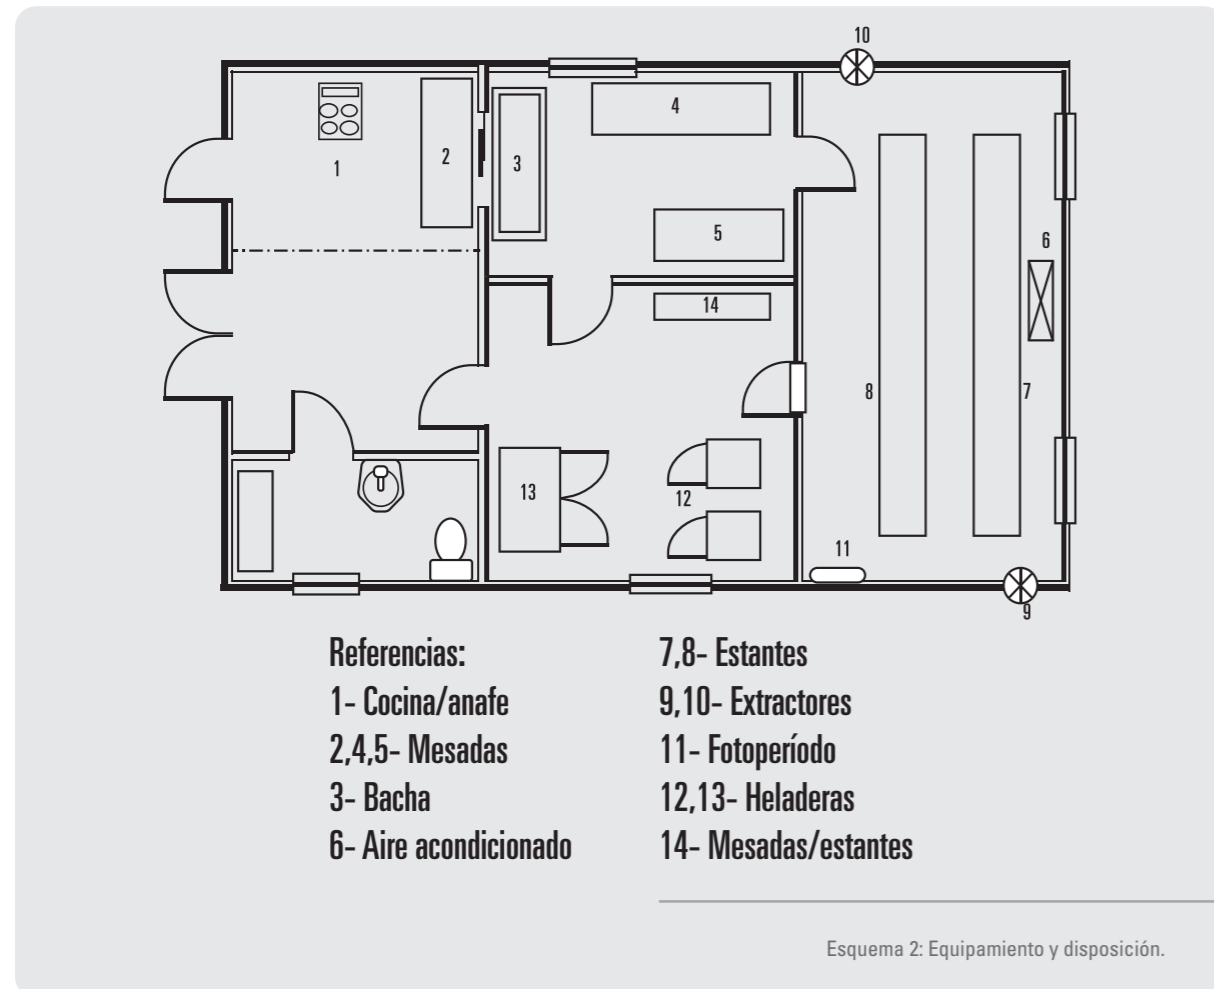 10
4
1
2
3
5
6
14
8
7
13
12
11
9
Referencias:
1- Cocina/anafe
2,4,5- Mesadas
3- Bacha
6- Aire acondicionado
7,8- Estantes
9,10- Extractores
11- Fotoperíodo
12,13- Heladeras
14- Mesadas/estantes
Esquema 2: Equipamiento y disposición.